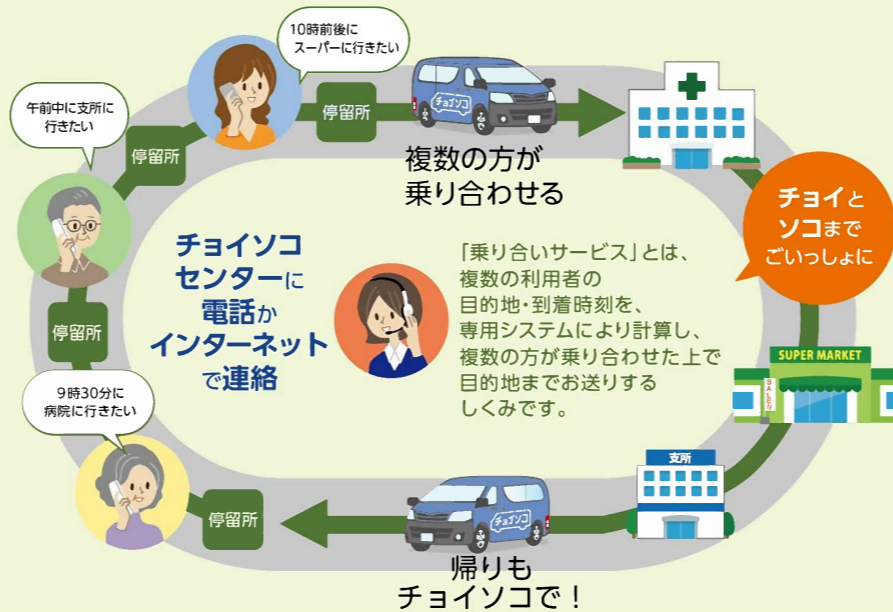 10時前後に
スーパーに行きたい
午前中に支所に
行きたい
停留所
停留所
チョイソコ
複数の方が
乗り合わせる
チョイと
ソコまで
ごいっしょに
チョイソコ
センターに
電話か
インターネット
で連絡
「乗り合いサービス」とは、
複数の利用者の
目的地・到着時刻を、
専用システムにより計算し、
複数の方が乗り合わせた上で
目的地までお送りする
しくみです。
停留所
SUPER MARKET
SALE!!
9時30分に
病院に行きたい
支所
停留所
チョイソコ
帰りも
チョイソコで！